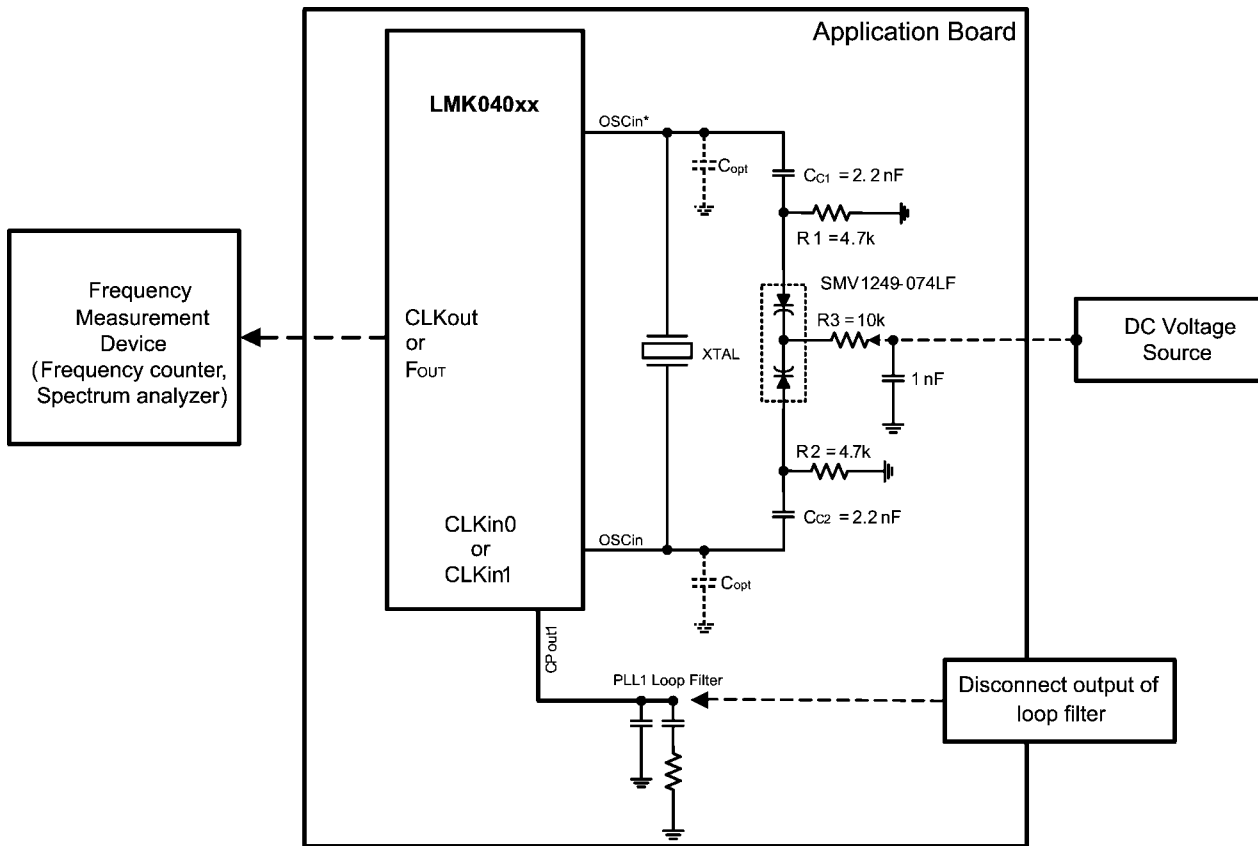 Application Board
LMK040xx
OSCin*
Copt
CC1 = 2.2 nF
R1 = 4.7k
SMV1249-074LF
Frequency
Measurement
Device
(Frequency counter,
Spectrum analyzer)
CLKout
or
FOUT
XTAL
R3 = 10k
DC Voltage
Source
1 nF
R2 = 4.7k
CC2 = 2.2 nF
CLKin0
or
CLKin1
OSCin
Copt
CPout1
PLL1 Loop Filter
Disconnect output of
loop filter